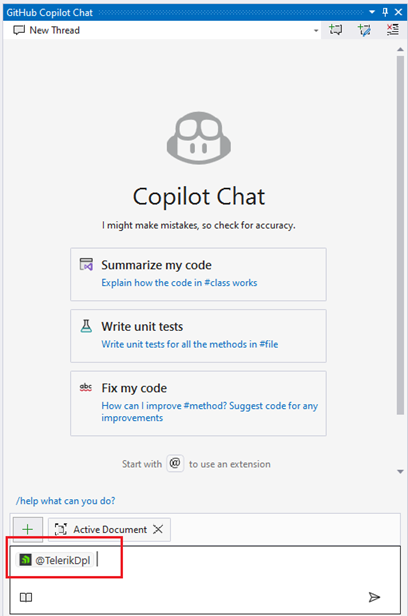 GitHub Copilot Chat
New Thread
Copilot Chat
I might make mistakes, so check for accuracy.
Summarize my code
Explain how the code in #class works
Write unit tests
Write unit tests for all the methods in #file
abc
Fix my code
How can I improve #method? Suggest code for any
improvements
Start with @ to use an extension
/help what can you do?
Active Document
@TelerikDpl